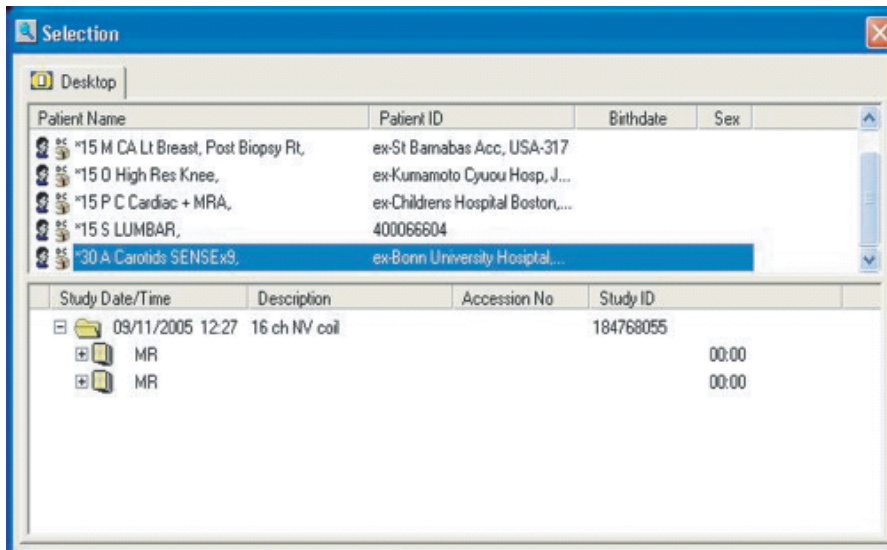 Selection
Desktop
Patient Name Patient ID Birthdate Sex
*15 M CA Lt Breast, Post Biopsy Rt, ex-St Barnabas Acc, USA-317
*15 O High Res Knee, ex-Kumamoto Cyuou Hosp, J...
*15 P C Cardiac + MRA, ex-Childrens Hospital Boston,...
*15 S LUMBAR, 400066604
*30 A Carotids SENSEx9, ex-Bonn University Hosiptal,...
Study Date/Time Description Accession No Study ID
09/11/2005 12:27 16 ch NV coil 184768055
MR 00:00
MR 00:00